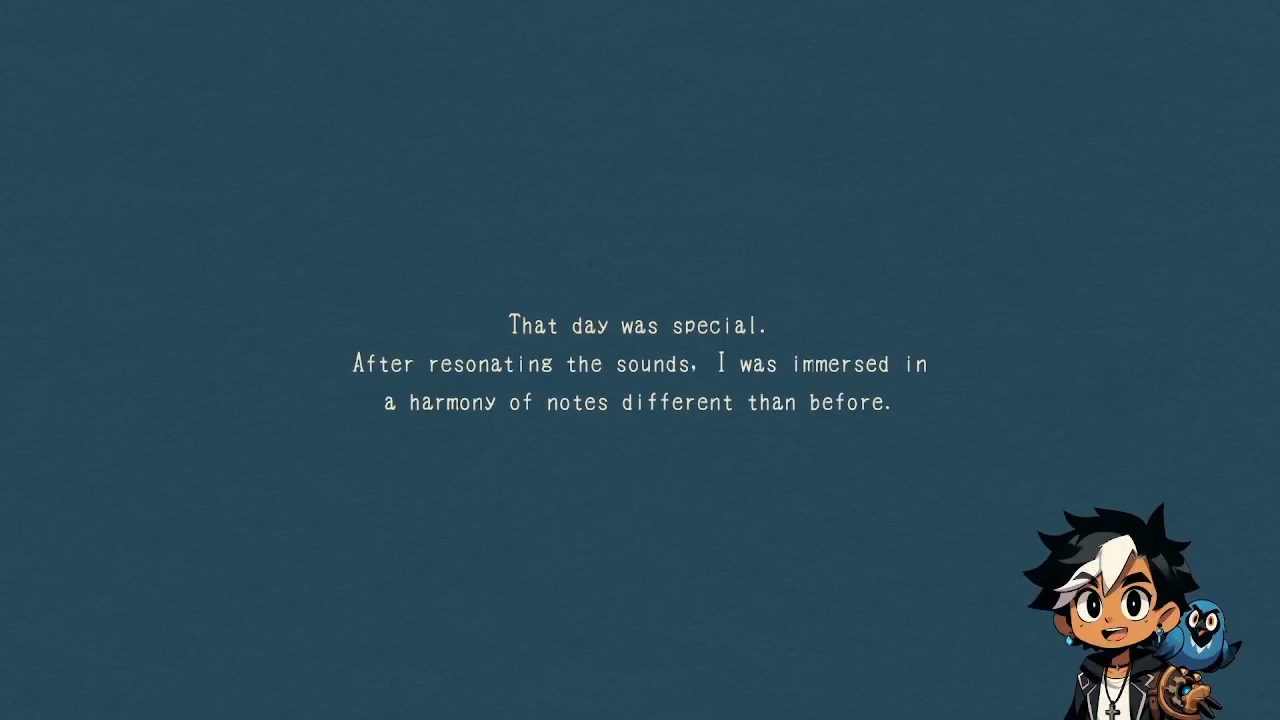 That day was special.
After resonating the sounds, I was immersed in
a harmony of notes different than before.